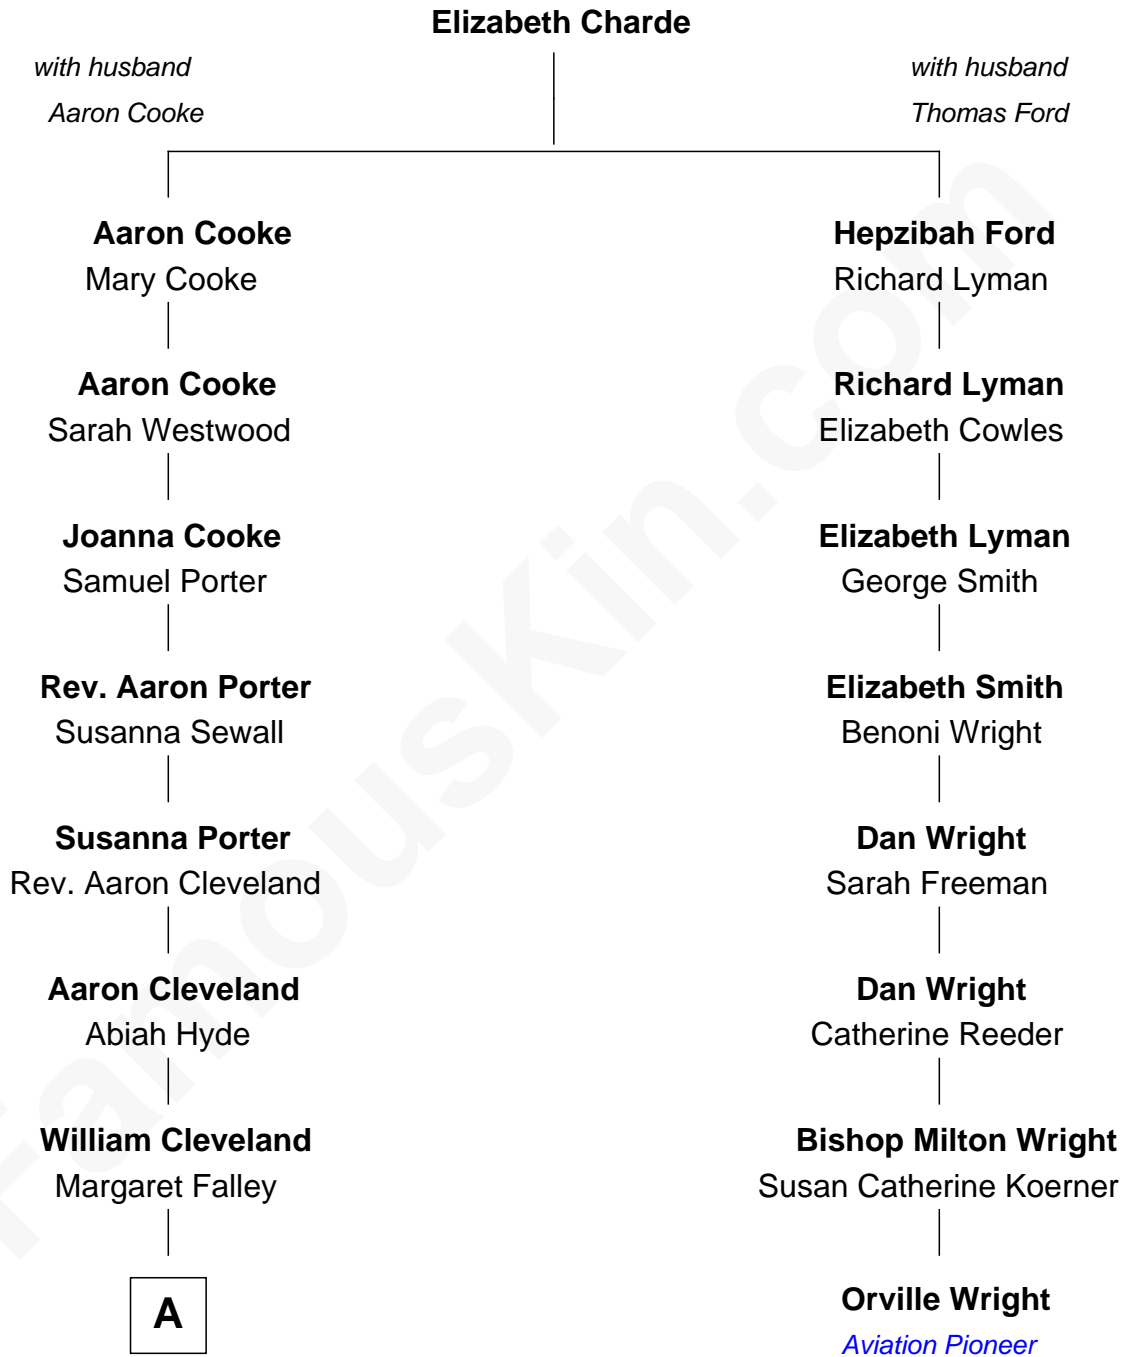 Elizabeth Charde
with husband
Aaron Cooke
with husband
Thomas Ford
Aaron Cooke
Mary Cooke
Hepzibah Ford
Richard Lyman
Aaron Cooke
Sarah Westwood
Richard Lyman
Elizabeth Cowles
Joanna Cooke
Samuel Porter
Elizabeth Lyman
George Smith
Rev. Aaron Porter
Susanna Sewall
Elizabeth Smith
Benoni Wright
Susanna Porter
Rev. Aaron Cleveland
Dan Wright
Sarah Freeman
Aaron Cleveland
Abiah Hyde
Dan Wright
Catherine Reeder
William Cleveland
Margaret Falley
Bishop Milton Wright
Susan Catherine Koerner
A
Orville Wright
Aviation Pioneer
FamousKin.com